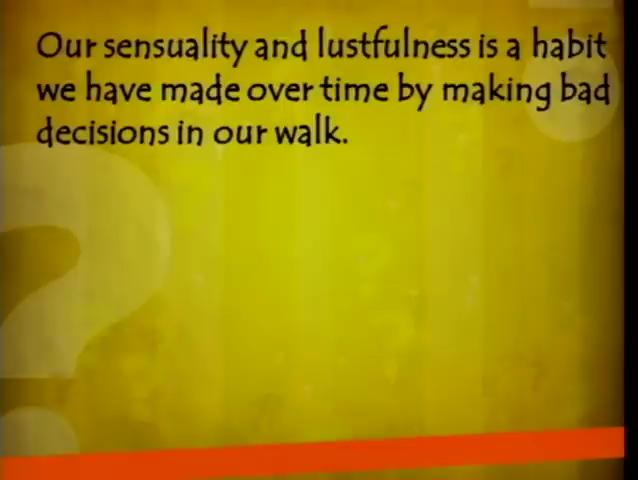 Our sensuality and lustfulness is a habit
we have made over time by making bad
decisions in our walk.